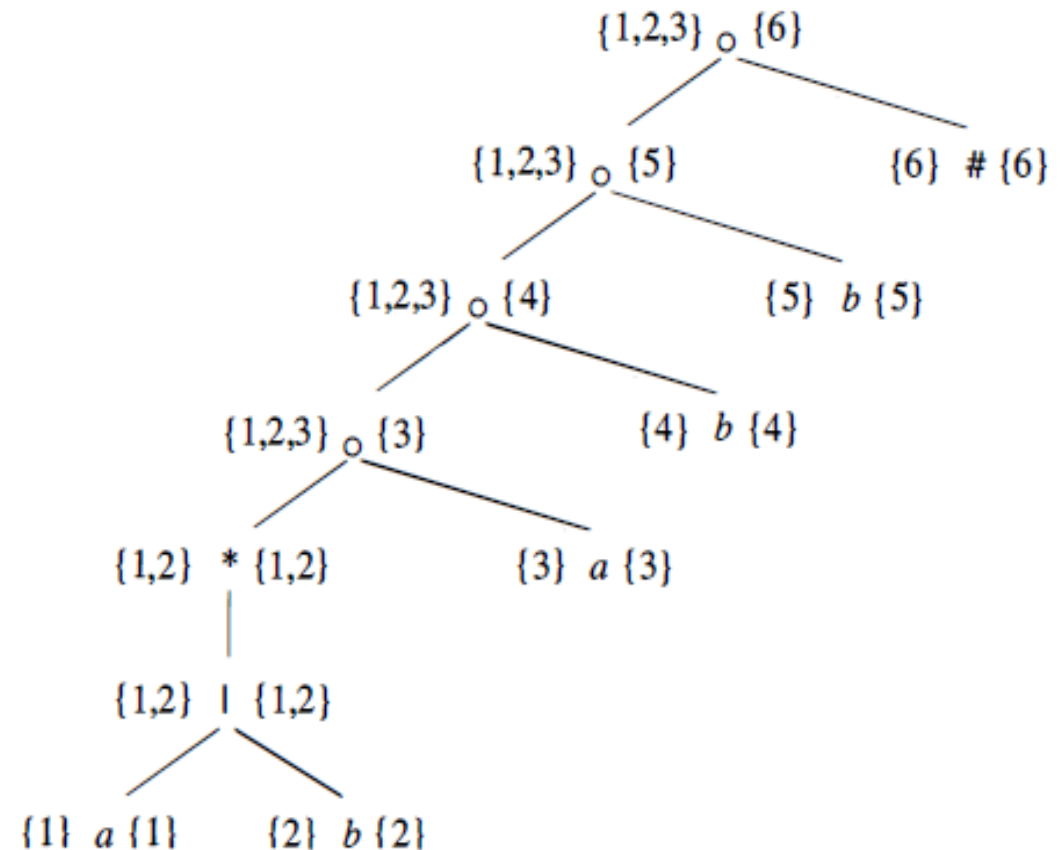 {1,2,3} o {6}
{1,2,3} o {5} {6} # {6}
{1,2,3} o {4} {5} b {5}
{1,2,3} o {3} {4} b {4}
{1,2} * {1,2} {3} a {3}
{1,2} | {1,2}
{1} a {1} {2} b {2}